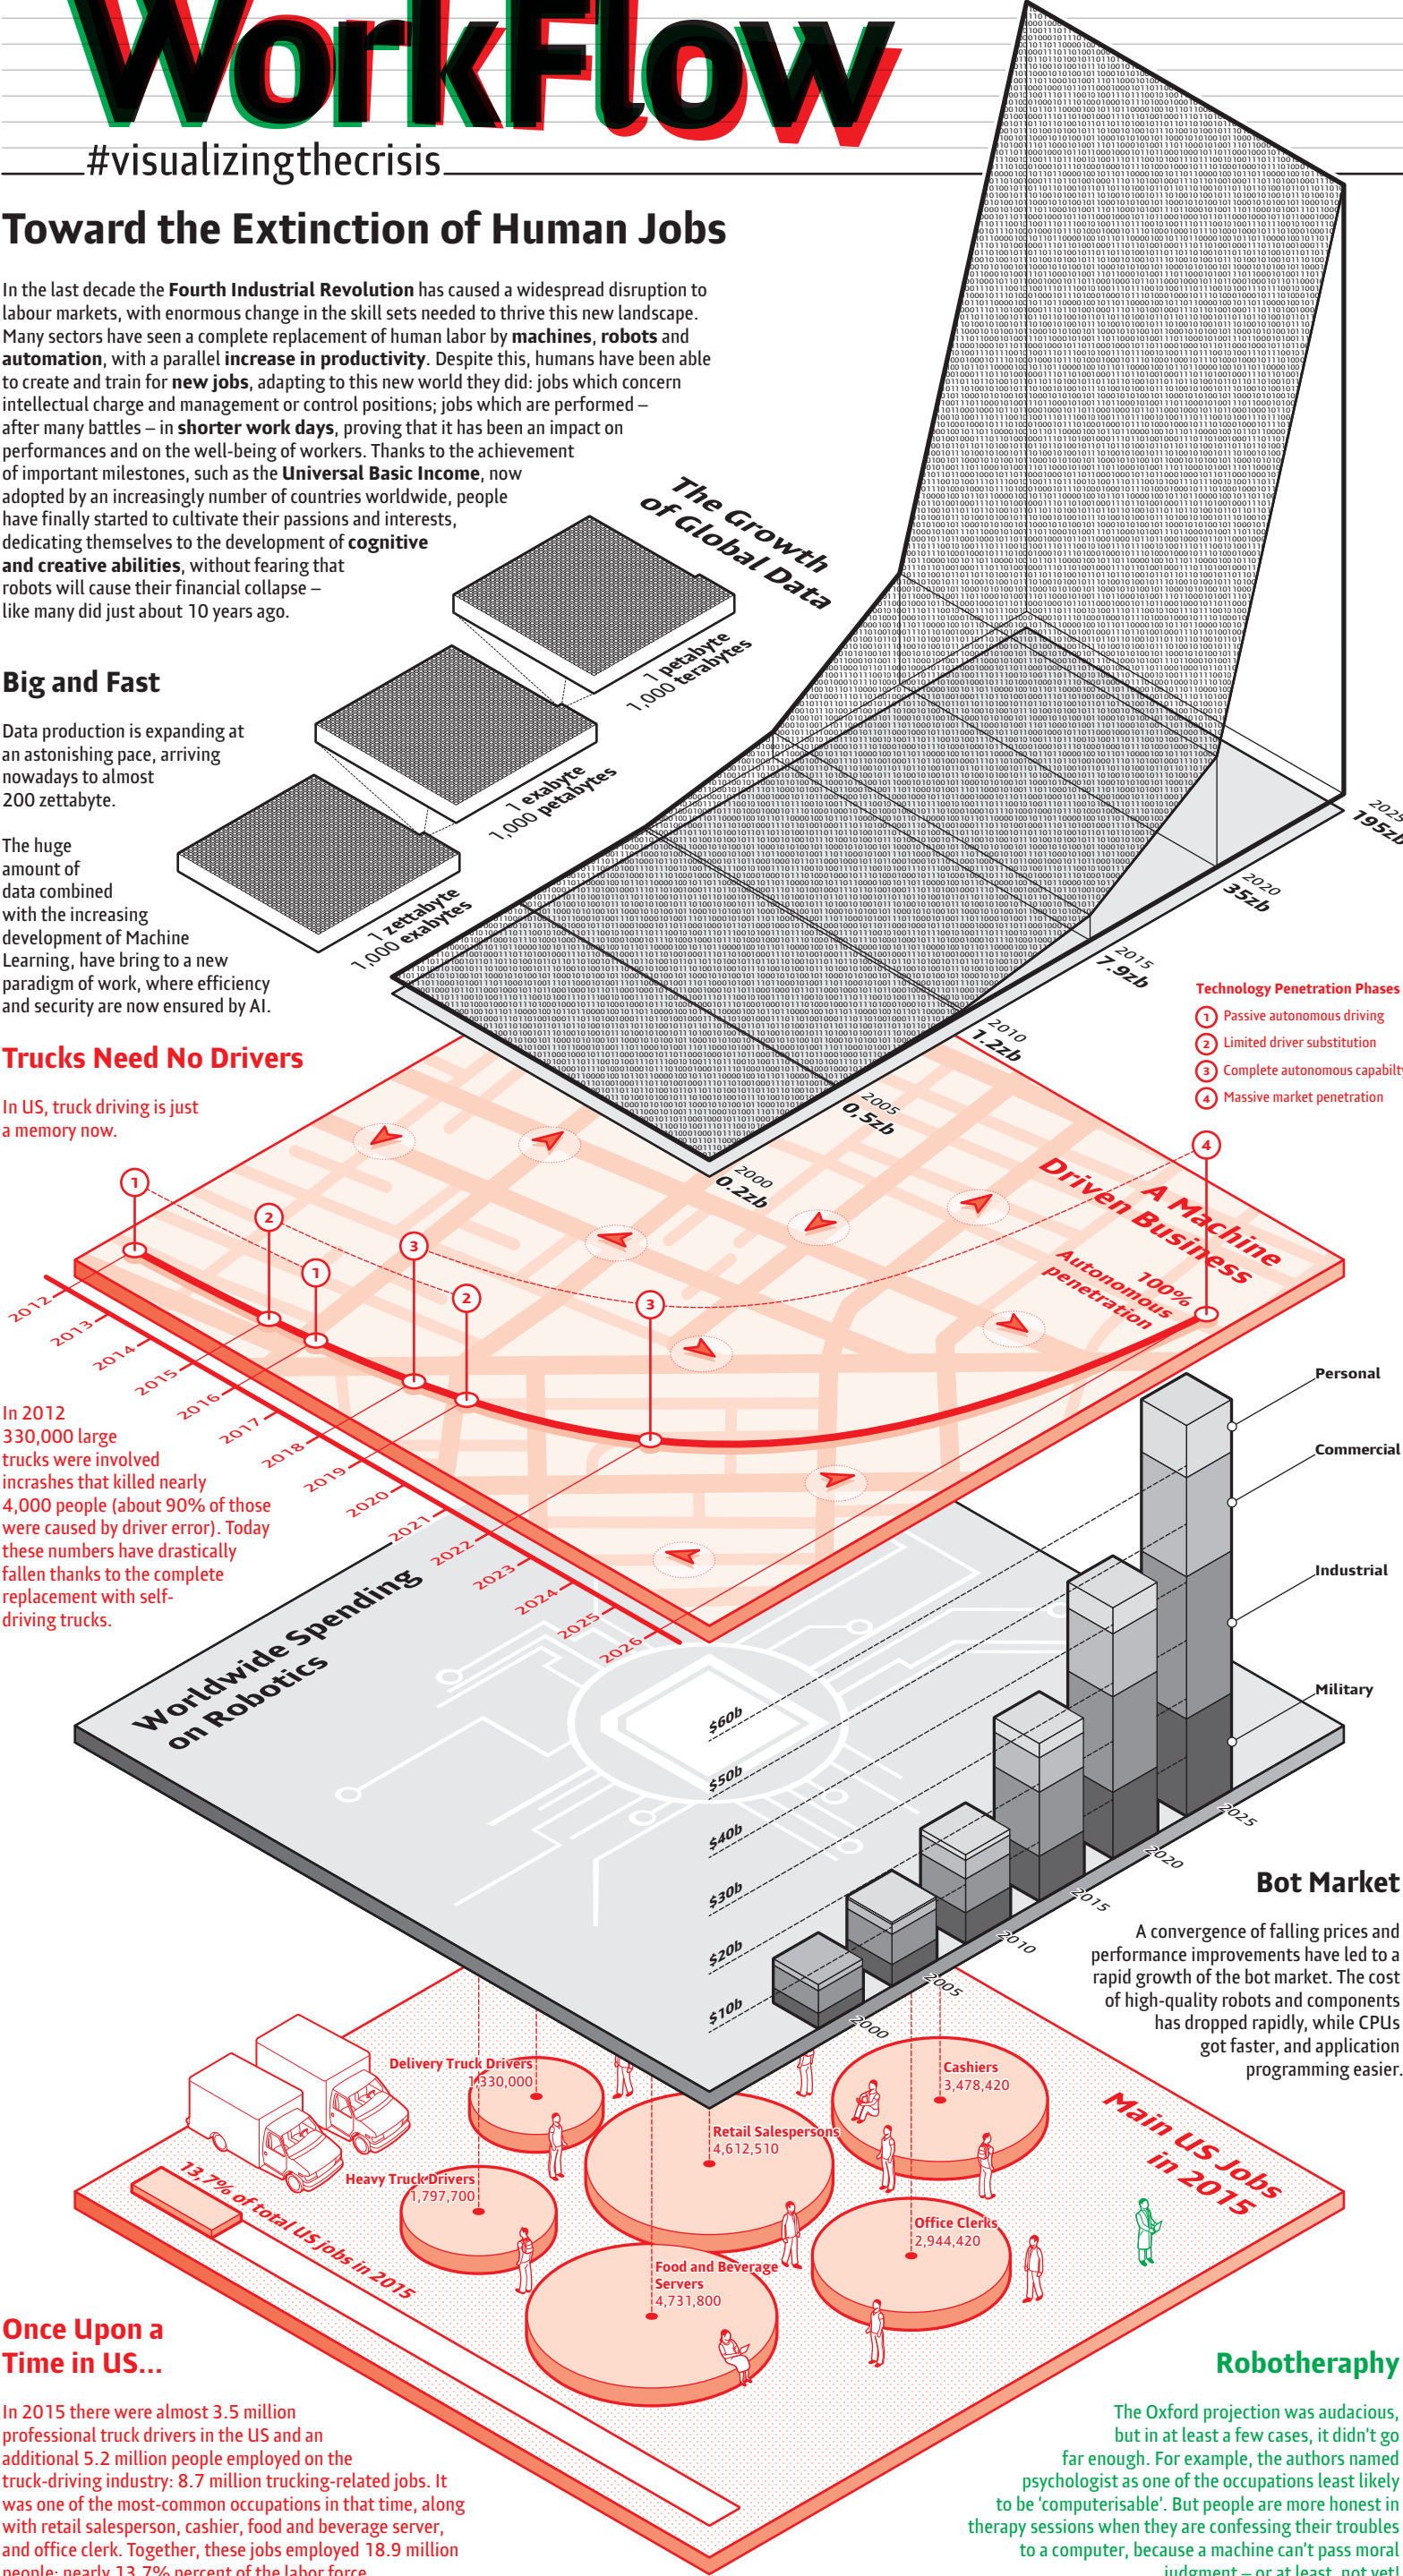 WorkFlow
#visualizingthecrisis
Toward the Extinction of Human Jobs
In the last decade the Fourth Industrial Revolution has caused a widespread disruption to
labour markets, with enormous change in the skill sets needed to thrive this new landscape.
Many sectors have seen a complete replacement of human labor by machines, robots and
automation, with a parallel increase in productivity. Despite this, humans have been able
to create and train for new jobs, adapting to this new world they did: jobs which concern
intellectual charge and management or control positions; jobs which are performed –
after many battles – in shorter work days, proving that it has been an impact on
performances and on the well-being of workers. Thanks to the achievement
of important milestones, such as the Universal Basic Income, now
adopted by an increasingly number of countries worldwide, people
have finally started to cultivate their passions and interests,
dedicating themselves to the development of cognitive
and creative abilities, without fearing that
robots will cause their financial collapse –
like many did just about 10 years ago.
The Growth
of Global Data
1 petabyte
1,000 terabytes
1 exabyte
1,000 petabytes
1 zettabyte
1,000 exabytes
Big and Fast
Data production is expanding at
an astonishing pace, arriving
nowadays to almost
200 zettabyte.
The huge
amount of
data combined
with the increasing
development of Machine
Learning, have bring to a new
paradigm of work, where efficiency
and security are now ensured by AI.
2025
195zb
2020
35zb
2015
7.9zb
2010
1.2zb
2005
0.5zb
2000
0.2zb
Technology Penetration Phases
1 Passive autonomous driving
2 Limited driver substitution
3 Complete autonomous capabilty
4 Massive market penetration
Trucks Need No Drivers
In US, truck driving is just
a memory now.
1
2
1
3
2
3
4
A Machine
Driven Business
100%
Autonomous
penetration
2012
2013
2014
2015
2016
2017
2018
2019
2020
2021
2022
2023
2024
2025
2026
In 2012
330,000 large
trucks were involved
incrashes that killed nearly
4,000 people (about 90% of those
were caused by driver error). Today
these numbers have drastically
fallen thanks to the complete
replacement with self-
driving trucks.
Worldwide Spending
on Robotics
Personal
Commercial
Industrial
Military
$60b
$50b
$40b
$30b
$20b
$10b
2000
2005
2010
2015
2020
2025
Bot Market
A convergence of falling prices and
performance improvements have led to a
rapid growth of the bot market. The cost
of high-quality robots and components
has dropped rapidly, while CPUs
got faster, and application
programming easier.
Main US Jobs
in 2015
Delivery Truck Drivers
1,330,000
Cashiers
3,478,420
Retail Salespersons
4,612,510
Heavy Truck Drivers
1,797,700
Office Clerks
2,944,420
Food and Beverage
Servers
4,731,800
13,7% of total US jobs in 2015
Once Upon a
Time in US...
In 2015 there were almost 3.5 million
professional truck drivers in the US and an
additional 5.2 million people employed on the
truck-driving industry: 8.7 million trucking-related jobs. It
was one of the most-common occupations in that time, along
with retail salesperson, cashier, food and beverage server,
and office clerk. Together, these jobs employed 18.9 million
people: nearly 13.7% percent of the labor force
Robotheraphy
The Oxford projection was audacious,
but in at least a few cases, it didn't go
far enough. For example, the authors named
psychologist as one of the occupations least likely
to be 'computerisable'. But people are more honest in
therapy sessions when they are confessing their troubles
to a computer, because a machine can't pass moral
judgment – or at least, not yet!